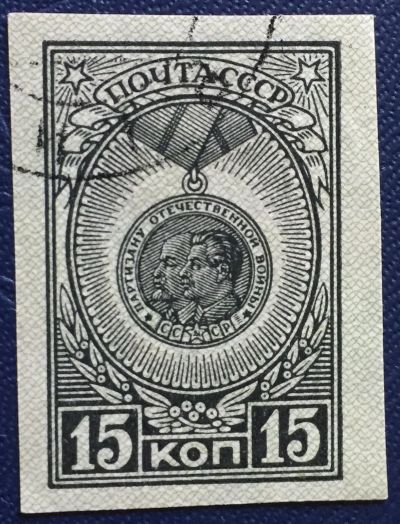 ПОЧТА СССР
ПАРТИЗАНУ ОТЕЧЕСТВЕННОЙ ВОЙНЫ
СССР
15 КОП 15